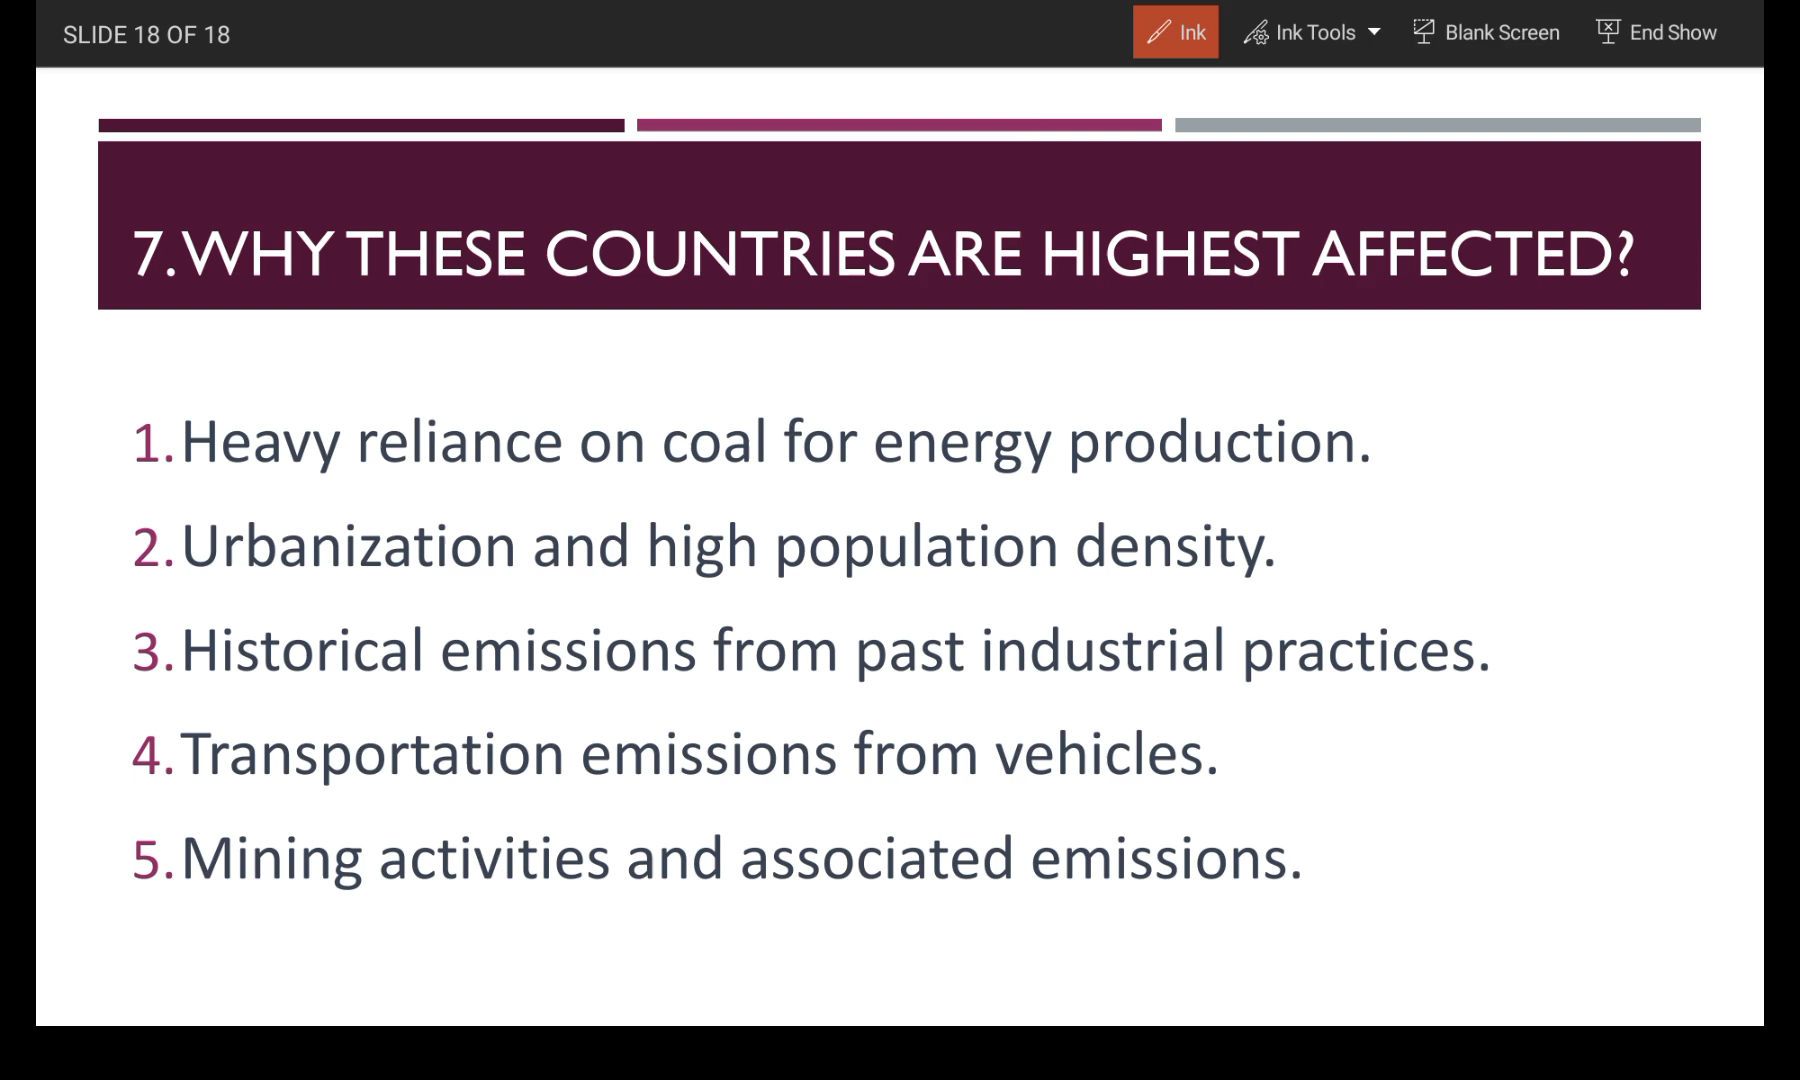 SLIDE 18 OF 18
Ink
Ink Tools
Blank Screen
End Show
7.WHY THESE COUNTRIES ARE HIGHEST AFFECTED?
1.Heavy reliance on coal for energy production.
2.Urbanization and high population density.
3.Historical emissions from past industrial practices.
4.Transportation emissions from vehicles.
5.Mining activities and associated emissions.